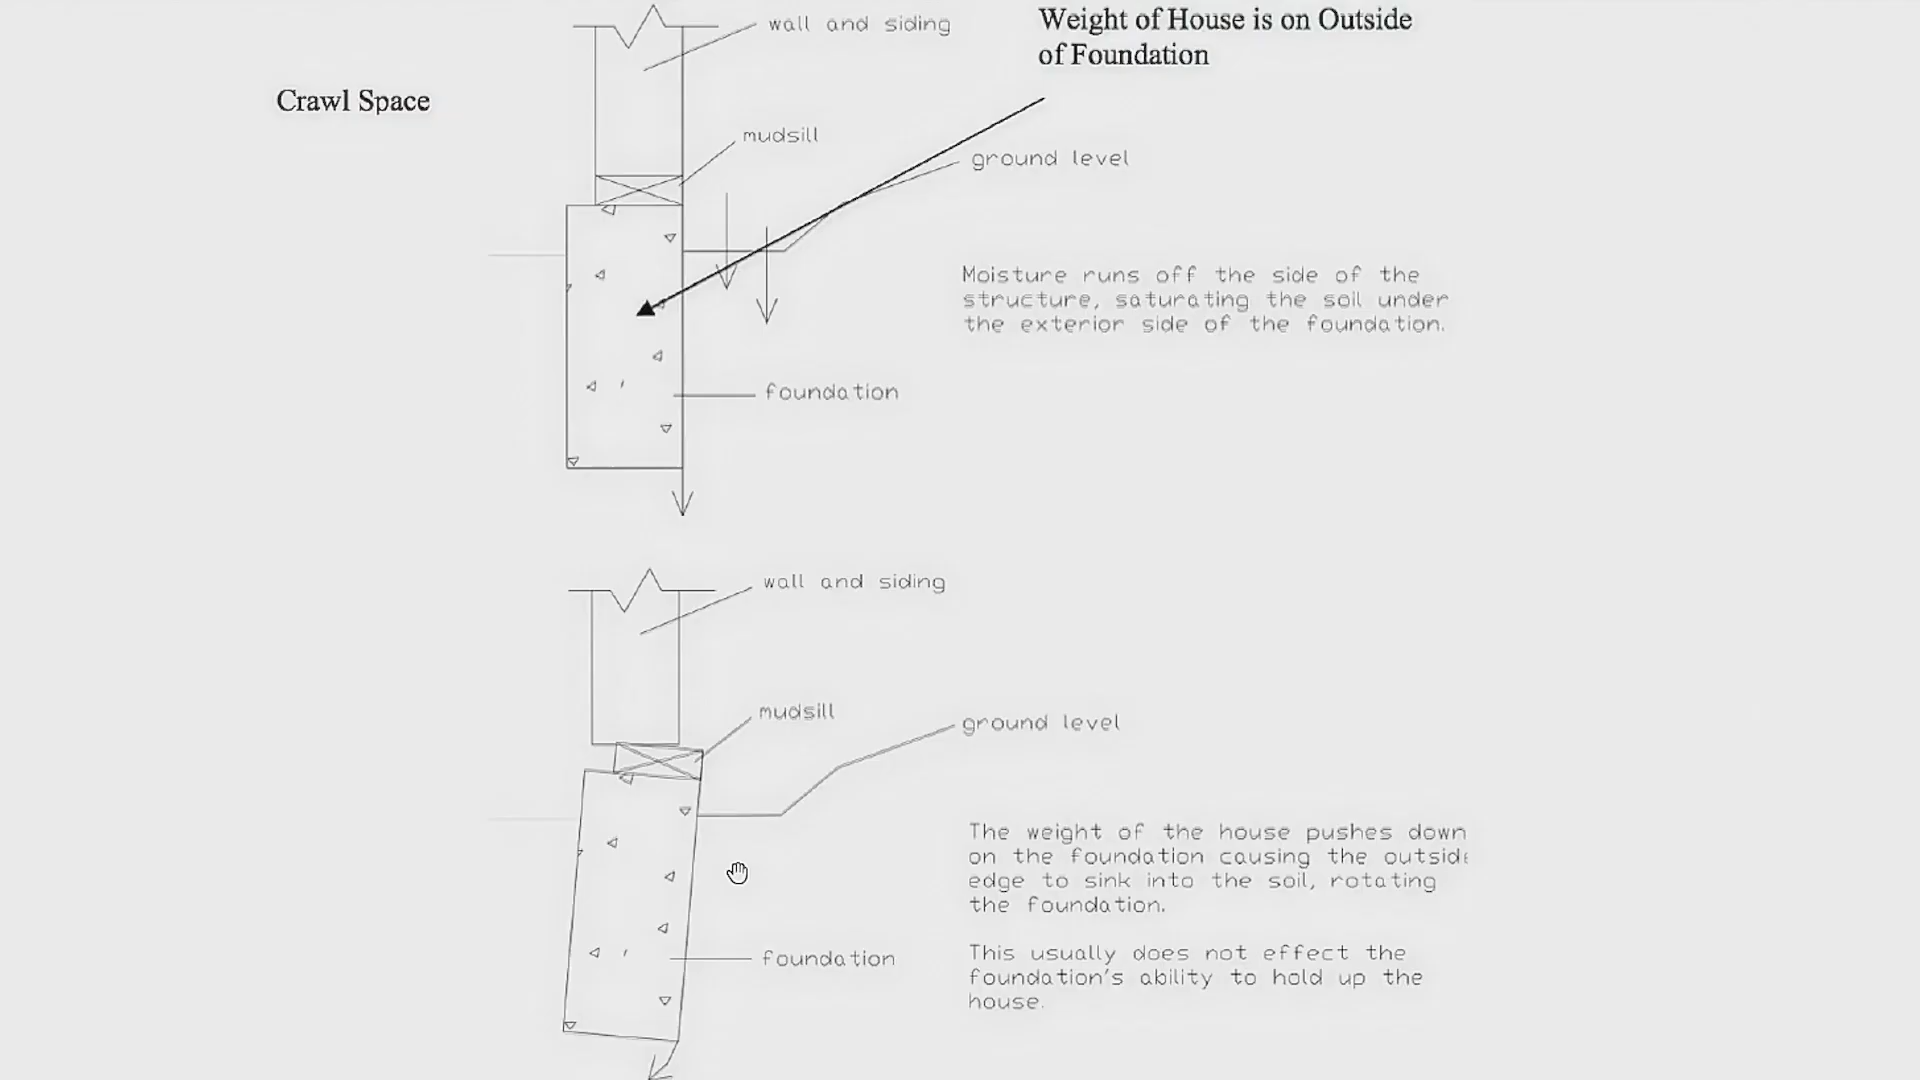 wall and siding
Weight of House is on Outside
of Foundation
Crawl Space
mudsill
ground level
Moisture runs off the side of the
structure, saturating the soil under
the exterior side of the foundation.
foundation
wall and siding
mudsill
ground level
The weight of the house pushes down
on the foundation causing the outside
edge to sink into the soil, rotating
the foundation.
foundation
This usually does not effect the
foundation's ability to hold up the
house.